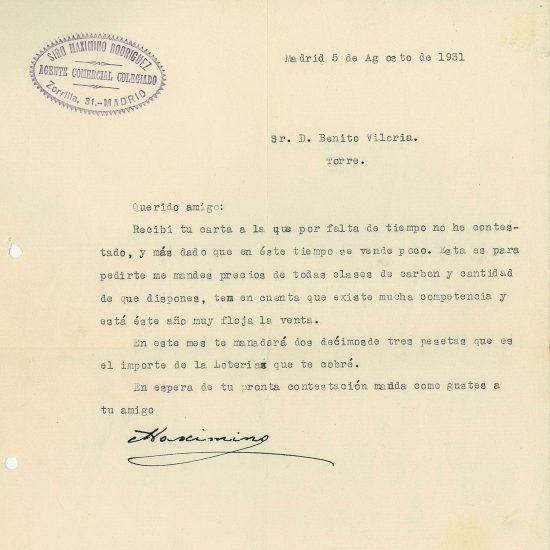 SIRO MAXIMINO RODRIGUEZ
AGENTE COMERCIAL COLEGIADO
Zorrilla, 31.-MADRID
Madrid 5 de Agosto de 1931
Sr. D. Benito Viloria.
Torre.
Querido amigo:
Recibi tu carta a la que por falta de tiempo no he contes-
tado, y más dado que en éste tiempo se vende poco. Esta es para
pedirte me mandes precios de todas clases de carbon y cantidad
de que dispones, ten en cuenta que existe mucha competencia y
está éste año muy floja la venta.
En este mes te manadará dos decimosde tres pesetas que es
el importe de la Loteria que te cobré.
En espera de tu pronta contestación manda como gustes a
tu amigo
Maximino